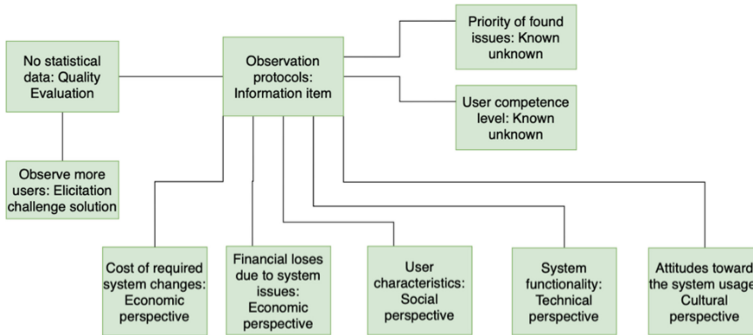 No statistical
data: Quality
Evaluation
Observation
protocols:
Information item
Priority of found
issues: Known
unknown
User competence
level: Known
unknown
Observe more
users: Elicitation
challenge solution
Cost of required
system changes:
Economic
perspective
Financial loses
due to system
issues:
Economic
perspective
User
characteristics:
Social
perspective
System
functionality:
Technical
perspective
Attitudes toward
the system usage
Cultural
perspective